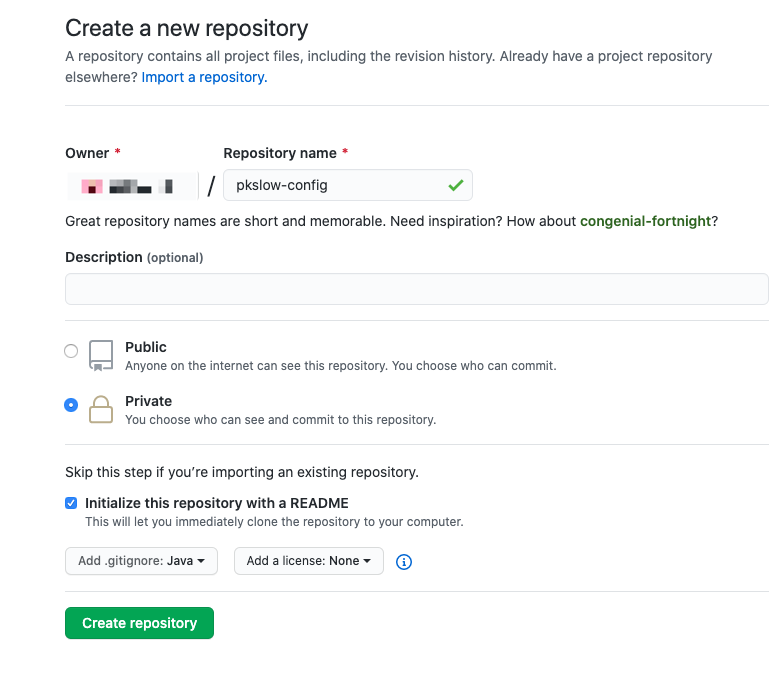 Create a new repository
A repository contains all project files, including the revision history. Already have a project repository
elsewhere? Import a repository.
Owner * Repository name *
/ pkslow-config
Great repository names are short and memorable. Need inspiration? How about congenial-fortnight?
Description (optional)
Public
Anyone on the internet can see this repository. You choose who can commit.
Private
You choose who can see and commit to this repository.
Skip this step if you’re importing an existing repository.
Initialize this repository with a README
This will let you immediately clone the repository to your computer.
Add .gitignore: Java Add a license: None
Create repository